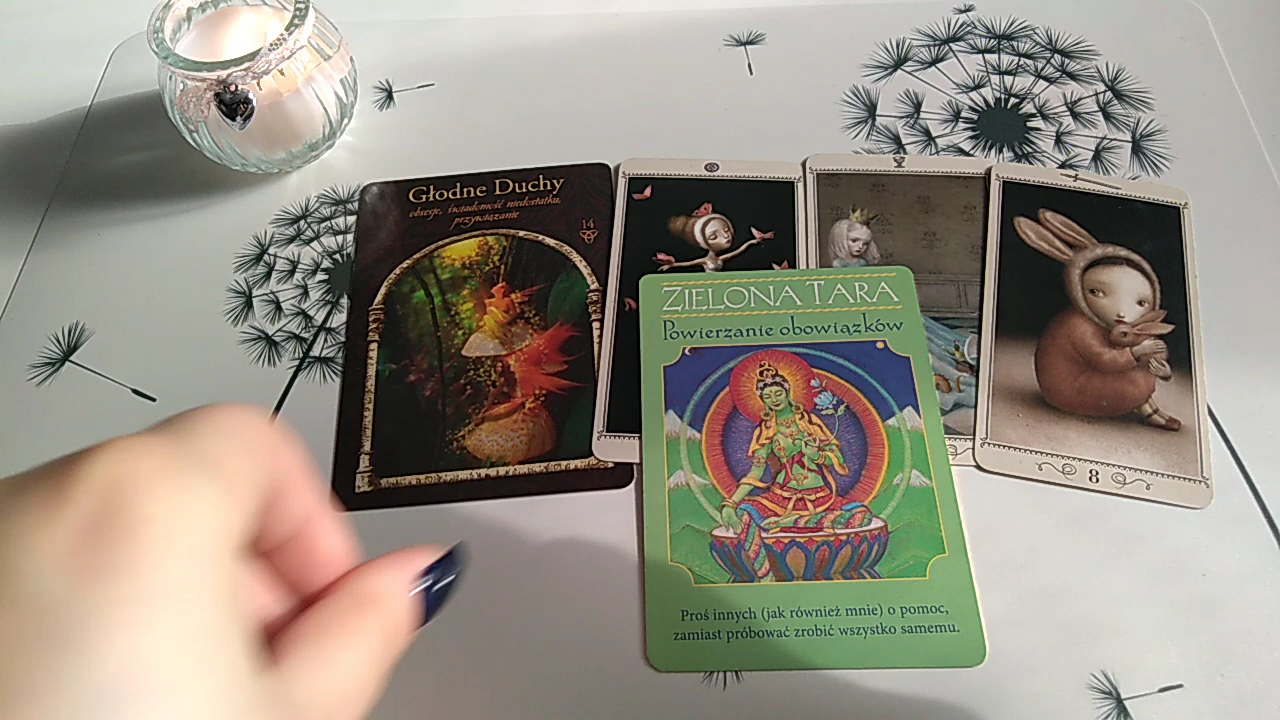 Głodne Duchy
obsesje, świadomość niedostatku,
przywiązanie
14
ZIELONA TARA
Powierzanie obowiązków
Proś innych (jak również mnie) o pomoc,
zamiast próbować zrobić wszystko samemu.
8